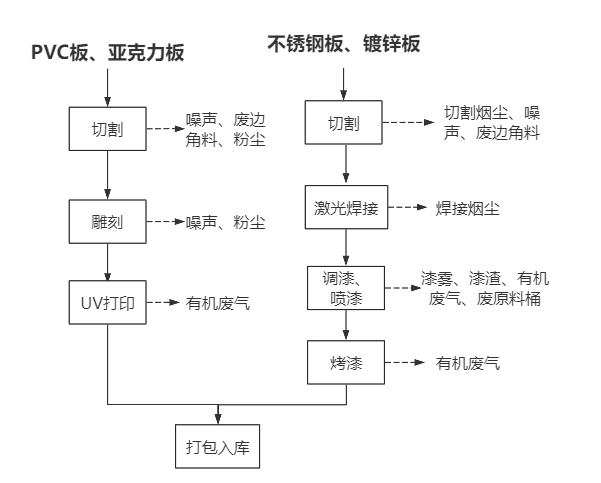 PVC板、亚克力板
不锈钢板、镀锌板
切割
噪声、废边
角料、粉尘
切割
切割烟尘、噪
声、废边角料
雕刻
噪声、粉尘
激光焊接
焊接烟尘
UV打印
有机废气
调漆、
喷漆
漆雾、漆渣、有机
废气、废原料桶
烤漆
有机废气
打包入库